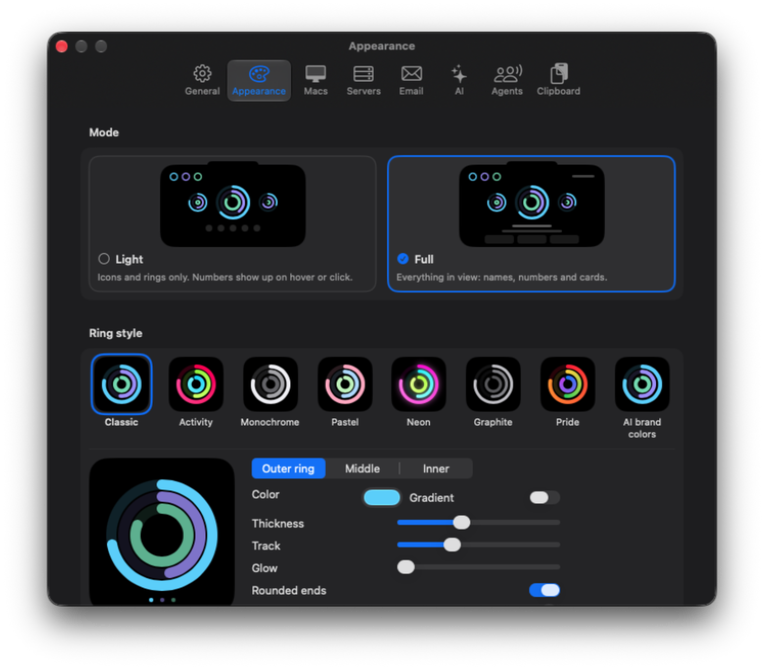 Appearance
General
Appearance
Macs
Servers
Email
AI
Agents
Clipboard
Mode
Light
Icons and rings only. Numbers show up on hover or click.
Full
Everything in view: names, numbers and cards.
Ring style
Classic
Activity
Monochrome
Pastel
Neon
Graphite
Pride
AI brand
colors
Outer ring
Middle
Inner
Color
Gradient
Thickness
Track
Glow
Rounded ends